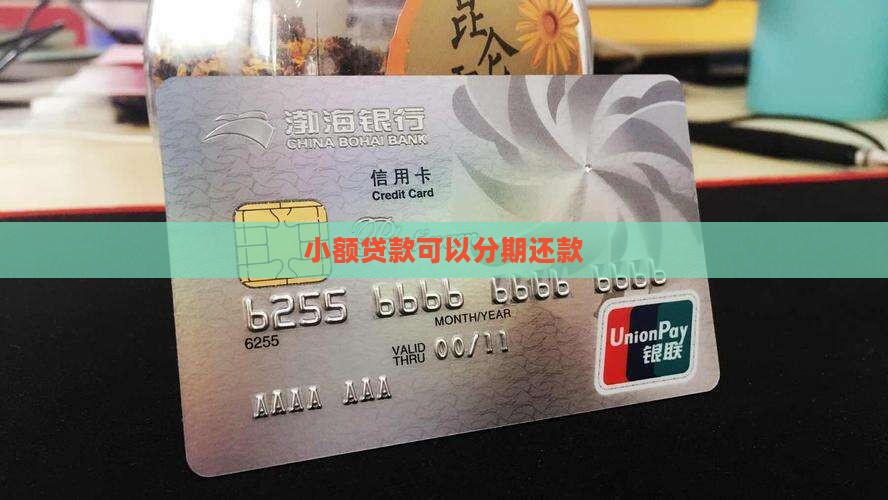 昆仑
渤海银行
CHINA BOHAI BANK
信用卡
Credit Card
小额贷款可以分期还款
6255 6666 6666 6666
6255
MONTH/YEAR
VALID
THRU
00/11
UnionPay
银联
AAAA AAA